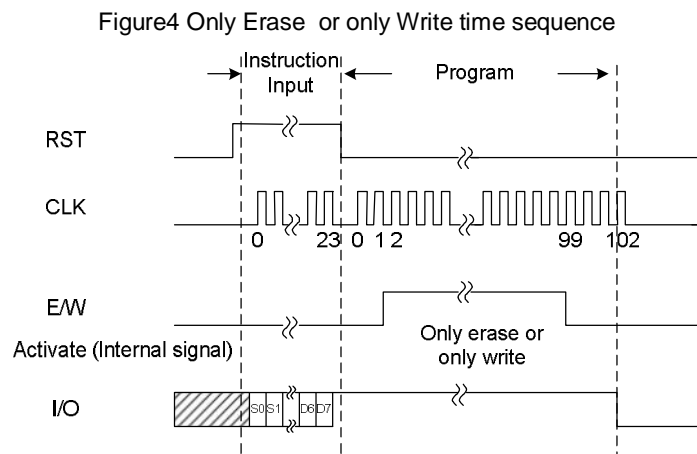 Figure4 Only Erase or only Write time sequence
Instruction
Input
Program
RST
CLK
0 23 0 1 2 99 102
E/W
Activate (Internal signal)
Only erase or
only write
I/O
S0 S1 D6 D7